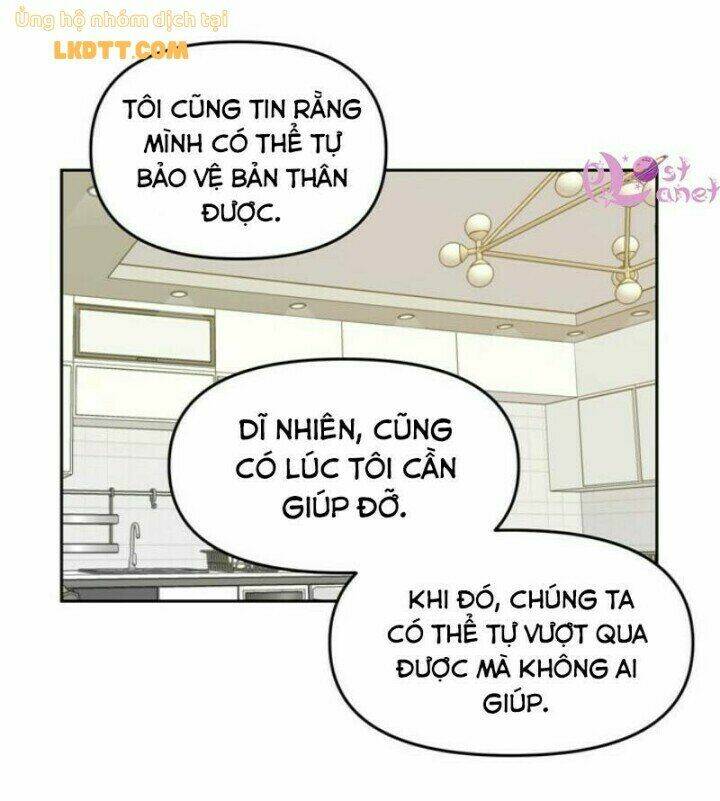 Ủng hộ nhóm dịch tại
LKDTT.COM
TÔI CŨNG TIN RẰNG
MÌNH CÓ THỂ TỰ
BẢO VỆ BẢN THÂN
ĐƯỢC.
Lost
Planet
DĨ NHIÊN, CŨNG
CÓ LÚC TÔI CẦN
GIÚP ĐỠ.
KHI ĐÓ, CHÚNG TA
CÓ THỂ TỰ VƯỢT QUA
ĐƯỢC MÀ KHÔNG AI
GIÚP.